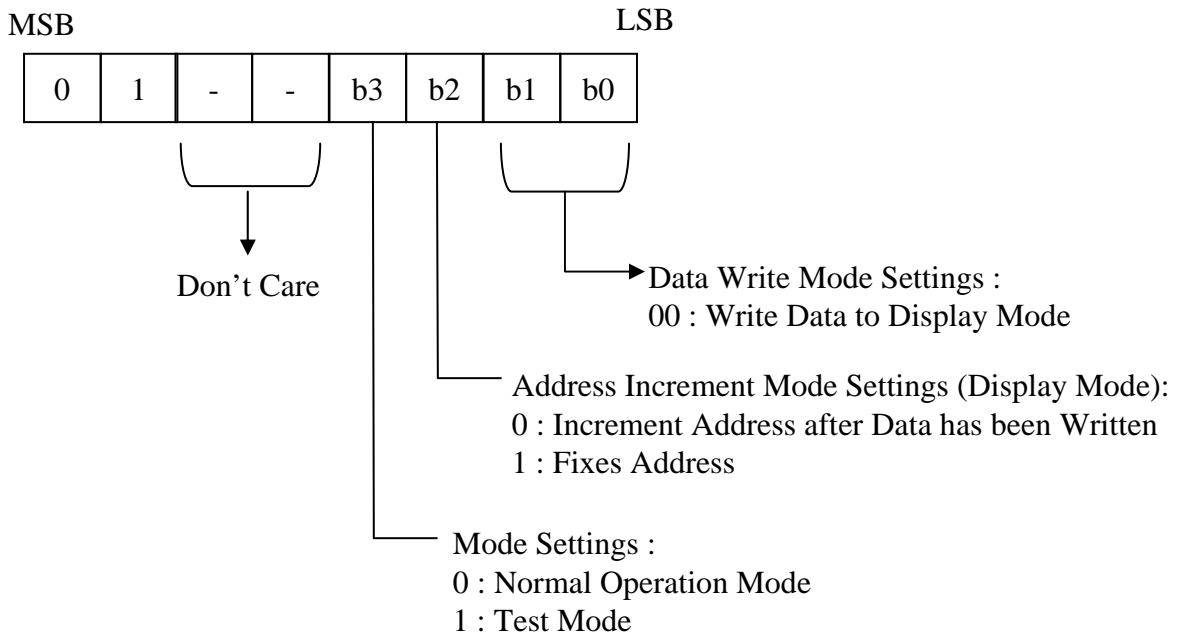 MSB LSB
0 1 - - b3 b2 b1 b0
Don’t Care
Data Write Mode Settings :
00 : Write Data to Display Mode
Address Increment Mode Settings (Display Mode):
0 : Increment Address after Data has been Written
1 : Fixes Address
Mode Settings :
0 : Normal Operation Mode
1 : Test Mode